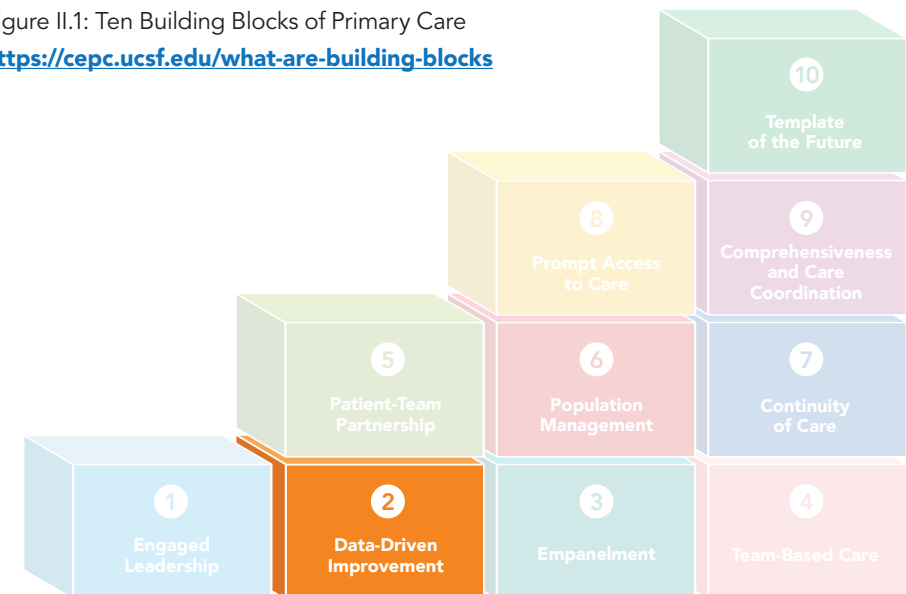 igure II.1: Ten Building Blocks of Primary Care
ttps://cepc.ucsf.edu/what-are-building-blocks
10
Template
of the Future
8
Prompt Access
to Care
9
Comprehensiveness
and Care
Coordination
5
Patient-Team
Partnership
6
Population
Management
7
Continuity
of Care
1
Engaged
Leadership
2
Data-Driven
Improvement
3
Empanelment
4
Team-Based Care